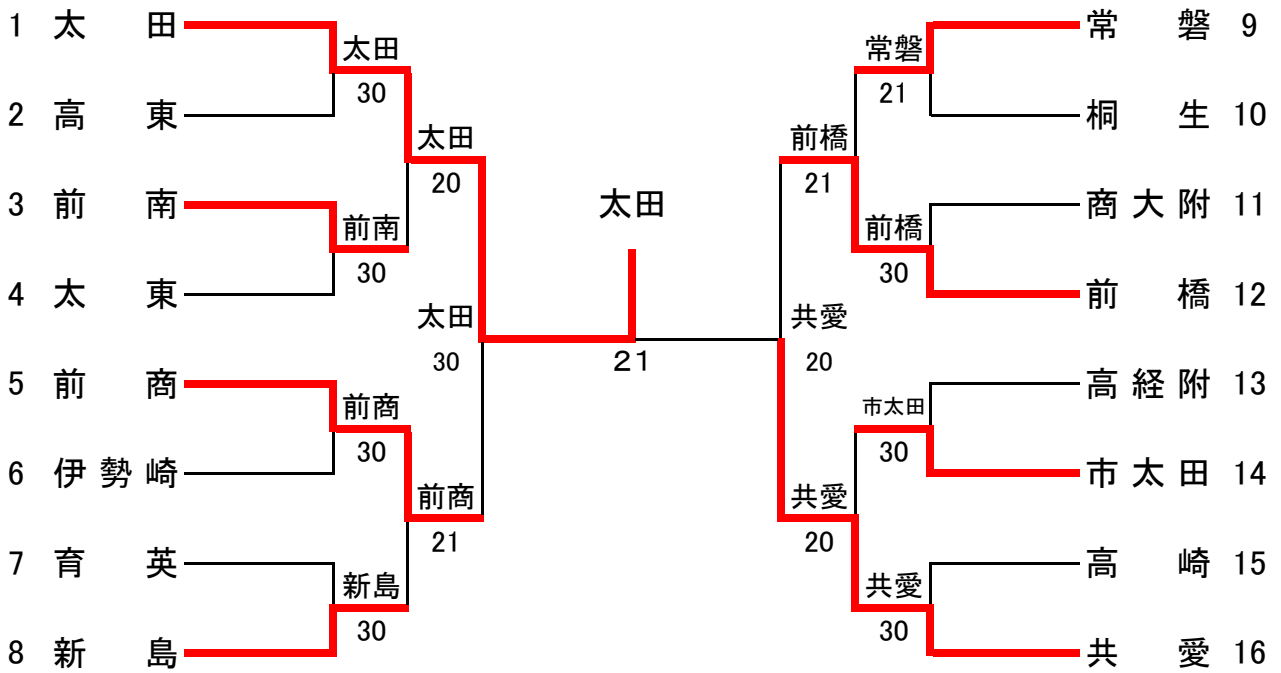 1 太田
太田
30
2 高東
太田
20
3 前南
前南
30
4 太東
太田
30
5 前商
前商
30
6 伊勢崎
前商
21
7 育英
新島
30
8 新島
太田
21
常磐 9
常磐
21
桐生 10
前橋
21
商大附 11
前橋
30
前橋 12
共愛
20
高経附 13
市太田
30
市太田 14
共愛
20
高崎 15
共愛
30
共愛 16